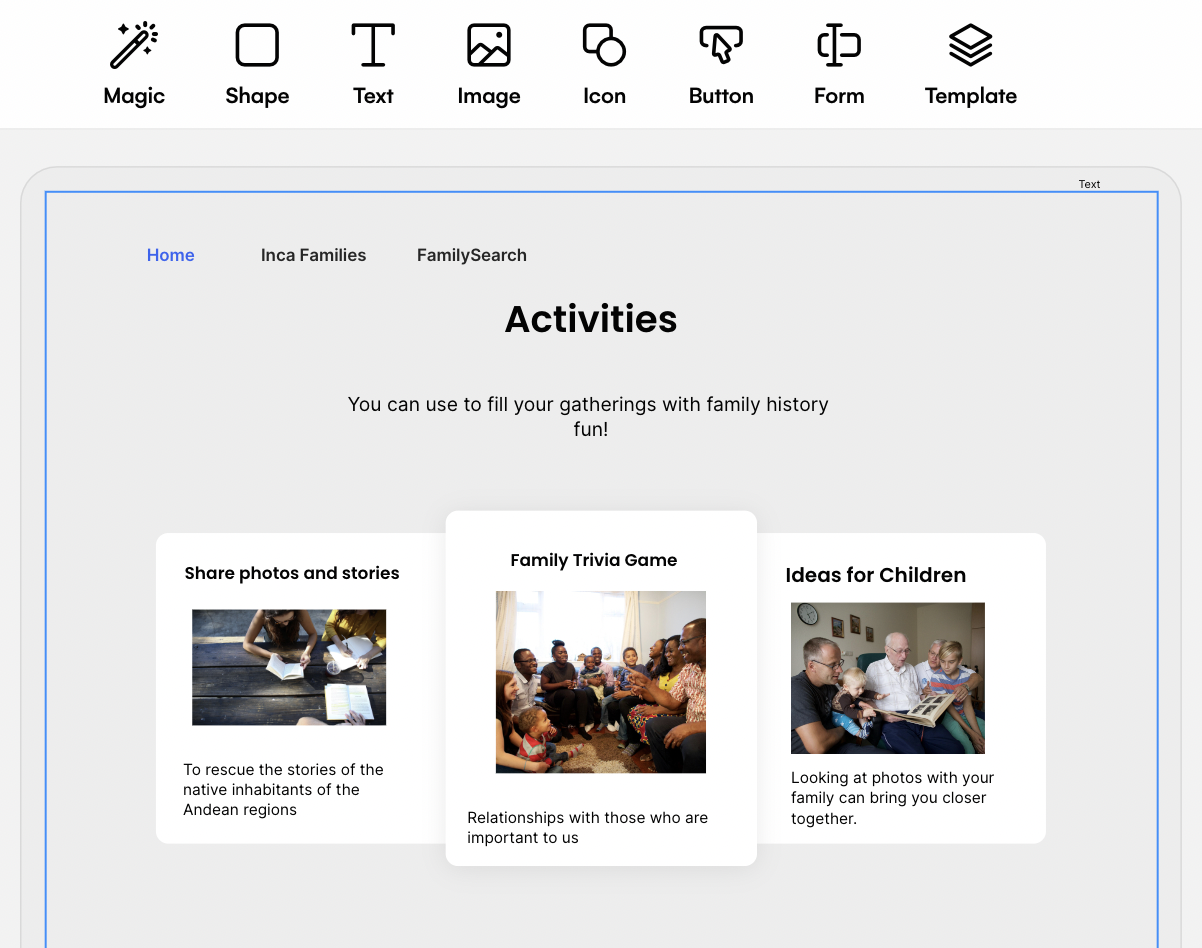 Magic
Shape
Text
Image
Icon
Button
Form
Template
Text
Home
Inca Families
FamilySearch
Activities
You can use to fill your gatherings with family history
fun!
Share photos and stories
To rescue the stories of the
native inhabitants of the
Andean regions
Family Trivia Game
Relationships with those who are
important to us
Ideas for Children
Looking at photos with your
family can bring you closer
together.